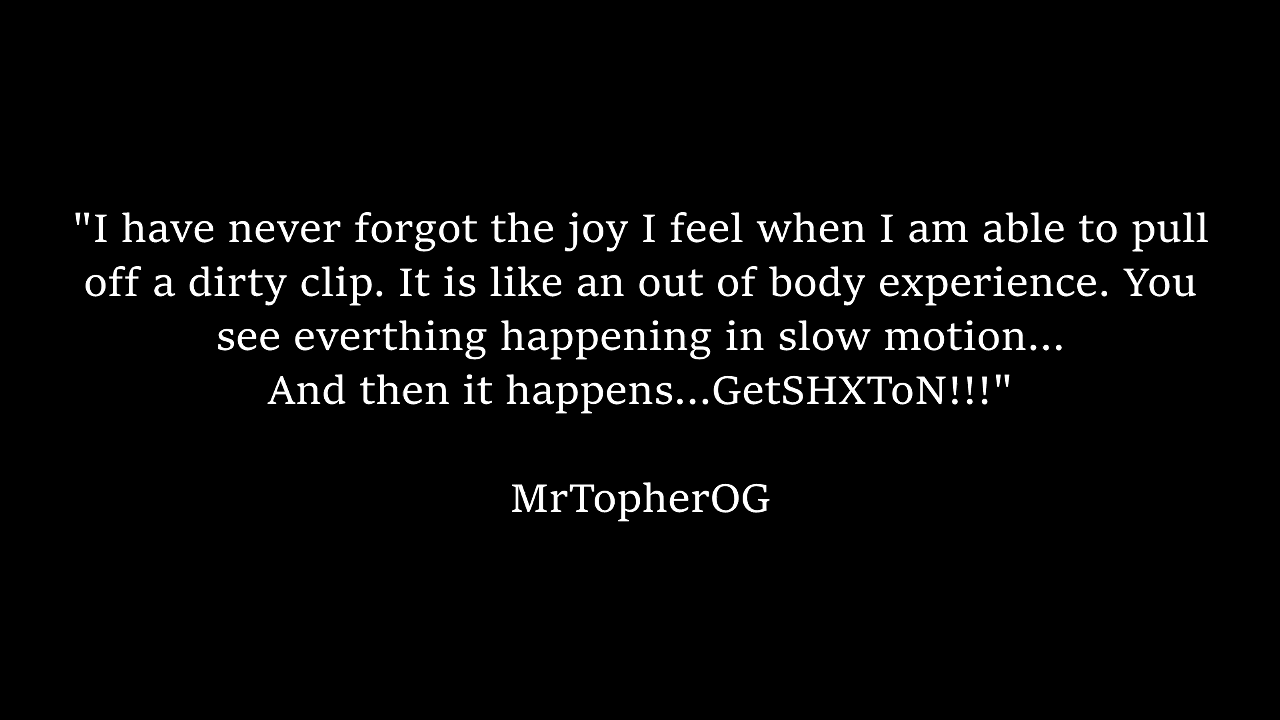 "I have never forgot the joy I feel when I am able to pull
off a dirty clip. It is like an out of body experience. You
see everthing happening in slow motion...
And then it happens...GetSHXToN!!!"
MrTopherOG